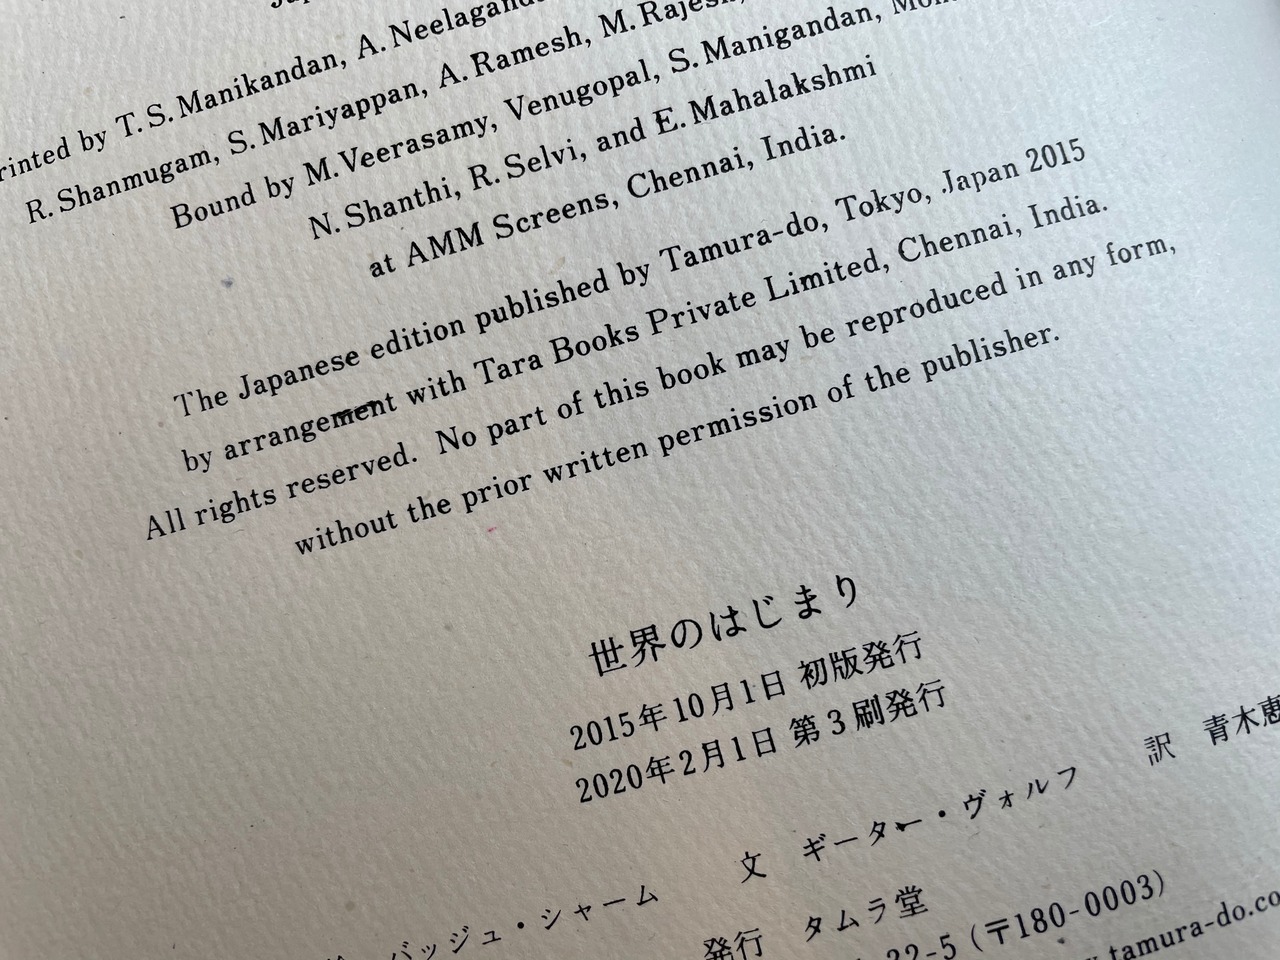 by T. S. Manikandan, A. Neelagan
R. Shanmugam, S. Mariyappan, A. Ramesh, M. Rajesh,
Bound by M. Veerasamy, Venugopal, S. Manigandan,
N. Shanthi, R. Selvi, and E. Mahalakshmi
at AMM Screens, Chennai, India.
The Japanese edition published by Tamura-do, Tokyo, Japan 2015
by arrangement with Tara Books Private Limited, Chennai, India.
All rights reserved. No part of this book may be reproduced in any form,
without the prior written permission of the publisher.
世界のはじまり
2015年10月1日 初版発行
2020年2月1日 第3刷発行
バッジュ・シャーム 文 ギーター・ヴォルフ 訳 青木恵
発行 タムラ堂
22-5 (〒180-0003)
tamura-do.co